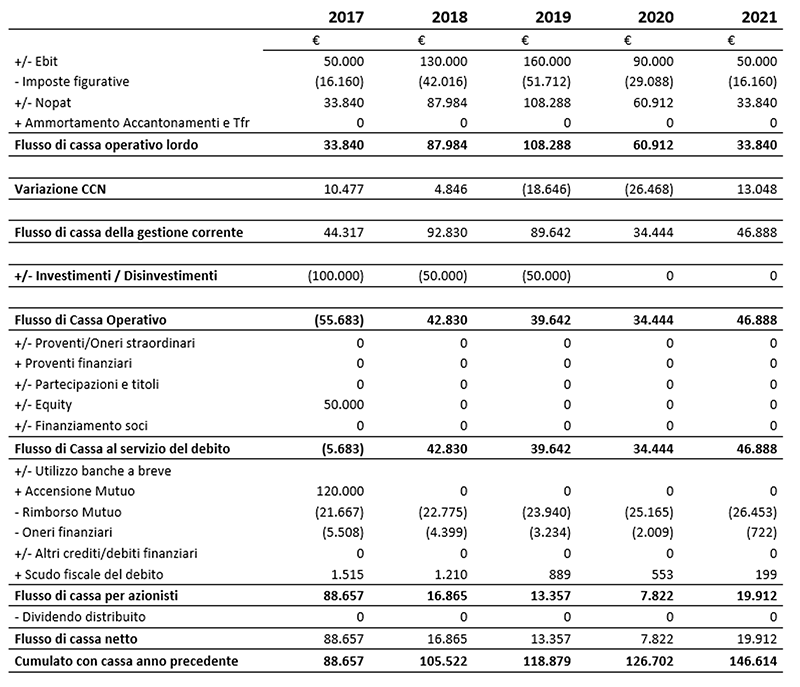 2017 2018 2019 2020 2021
€ € € € €
+/- Ebit 50.000 130.000 160.000 90.000 50.000
- Imposte figurative (16.160) (42.016) (51.712) (29.088) (16.160)
+/- Nopat 33.840 87.984 108.288 60.912 33.840
+ Ammortamento Accantonamenti e Tfr 0 0 0 0 0
Flusso di cassa operativo lordo 33.840 87.984 108.288 60.912 33.840
Variazione CCN 10.477 4.846 (18.646) (26.468) 13.048
Flusso di cassa della gestione corrente 44.317 92.830 89.642 34.444 46.888
+/- Investimenti / Disinvestimenti (100.000) (50.000) (50.000) 0 0
Flusso di Cassa Operativo (55.683) 42.830 39.642 34.444 46.888
+/- Proventi/Oneri straordinari 0 0 0 0 0
+ Proventi finanziari 0 0 0 0 0
+/- Partecipazioni e titoli 0 0 0 0 0
+/- Equity 50.000 0 0 0 0
+/- Finanziamento soci 0 0 0 0 0
Flusso di Cassa al servizio del debito (5.683) 42.830 39.642 34.444 46.888
+/- Utilizzo banche a breve
+ Accensione Mutuo 120.000 0 0 0 0
- Rimborso Mutuo (21.667) (22.775) (23.940) (25.165) (26.453)
- Oneri finanziari (5.508) (4.399) (3.234) (2.009) (722)
+/- Altri crediti/debiti finanziari 0 0 0 0 0
+ Scudo fiscale del debito 1.515 1.210 889 553 199
Flusso di cassa per azionisti 88.657 16.865 13.357 7.822 19.912
- Dividendo distribuito 0 0 0 0 0
Flusso di cassa netto 88.657 16.865 13.357 7.822 19.912
Cumulato con cassa anno precedente 88.657 105.522 118.879 126.702 146.614